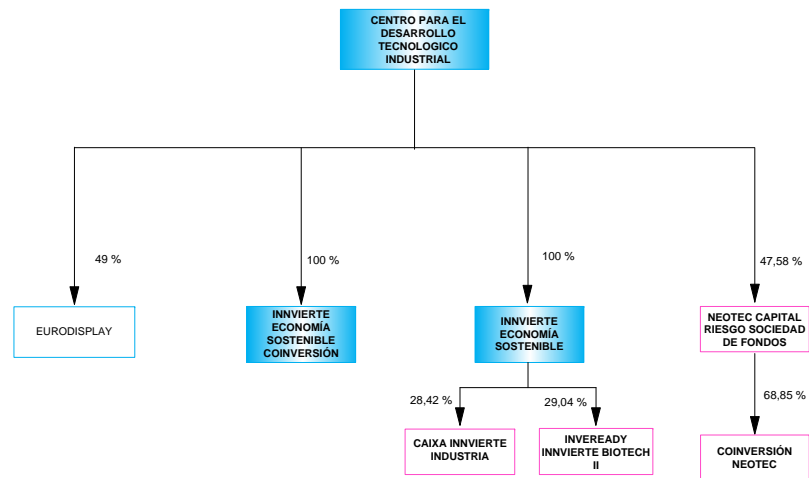 CENTRO PARA EL
DESARROLLO
TECNOLOGICO
INDUSTRIAL
49 %
100 %
100 %
47,58 %
EURODISPLAY
INNVIERTE
ECONOMÍA
SOSTENIBLE
COINVERSIÓN
INNVIERTE
ECONOMÍA
SOSTENIBLE
NEOTEC CAPITAL
RIESGO SOCIEDAD
DE FONDOS
28,42 %
29,04 %
68,85 %
CAIXA INNVIERTE
INDUSTRIA
INVEREADY
INNVIERTE BIOTECH
II
COINVERSIÓN
NEOTEC